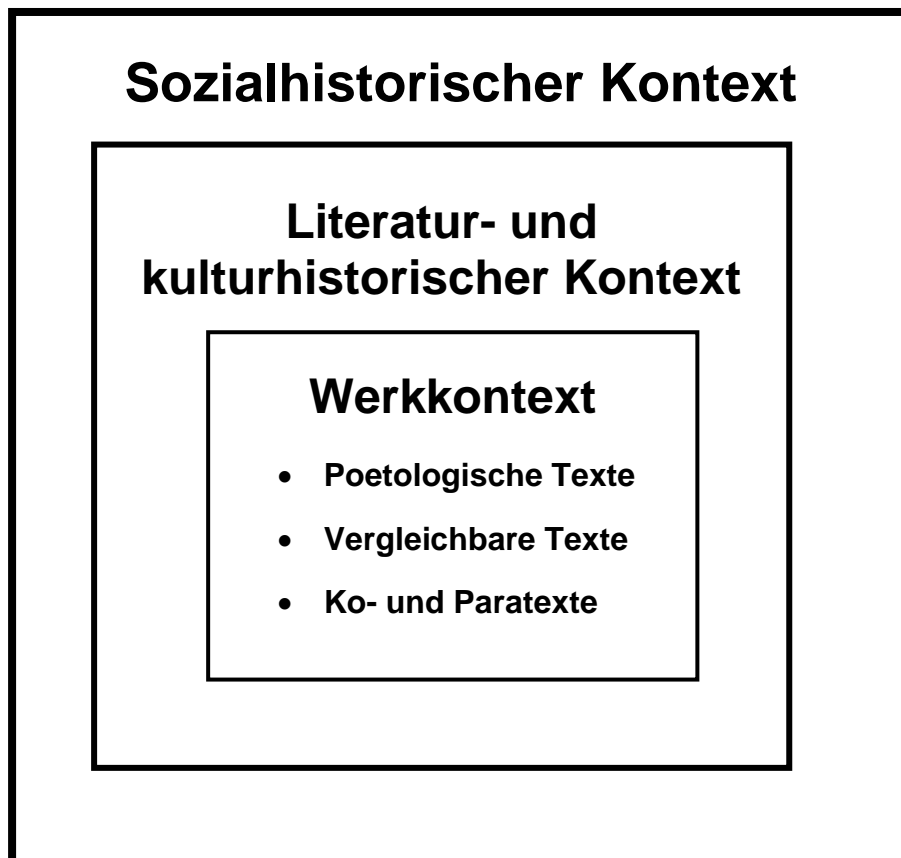 Sozialhistorischer Kontext
Literatur- und
kulturhistorischer Kontext
Werkkontext
• Poetologische Texte
• Vergleichbare Texte
• Ko- und Paratexte